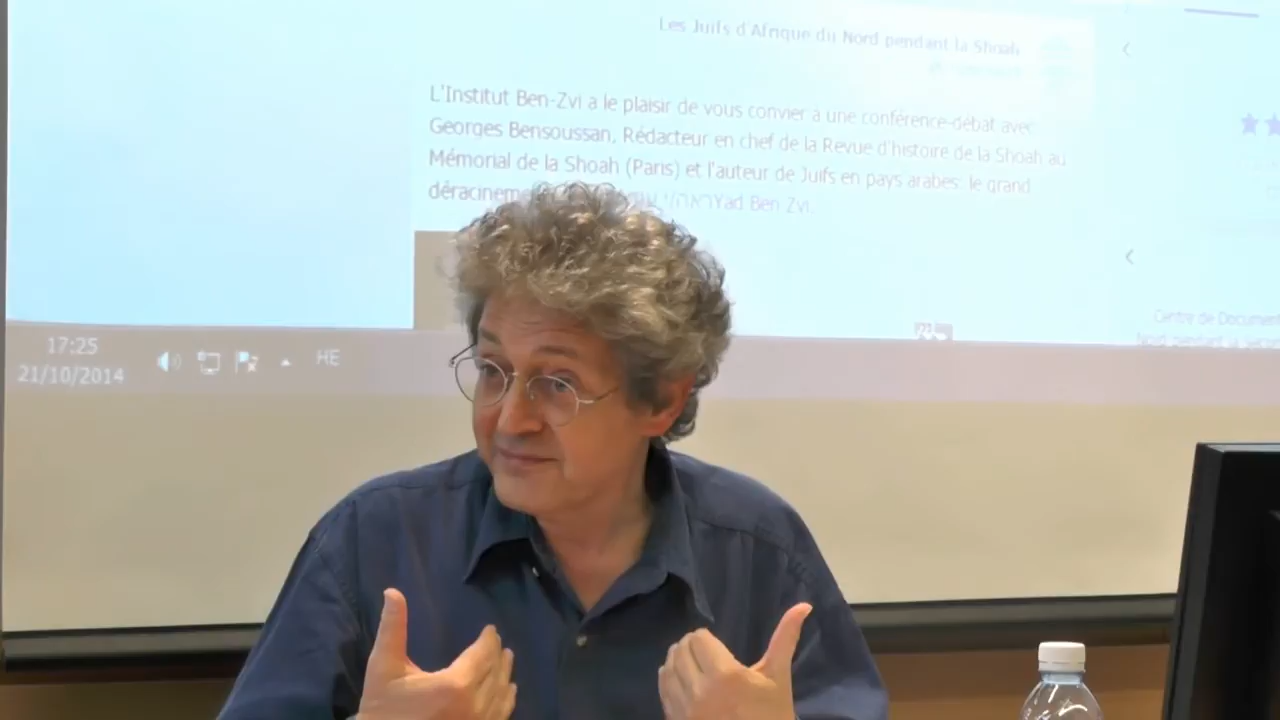 Les Juifs d'Afrique du Nord pendant la Shoah
L'Institut Ben-Zvi a le plaisir de vous convier à une conférence-débat avec
Georges Bensoussan, Rédacteur en chef de la Revue d'histoire de la Shoah au
Mémorial de la Shoah (Paris) et l'auteur de Juifs en pays arabes: le grand
Yad Ben Zvi.
Centre de
17:25
HE
21/10/2014